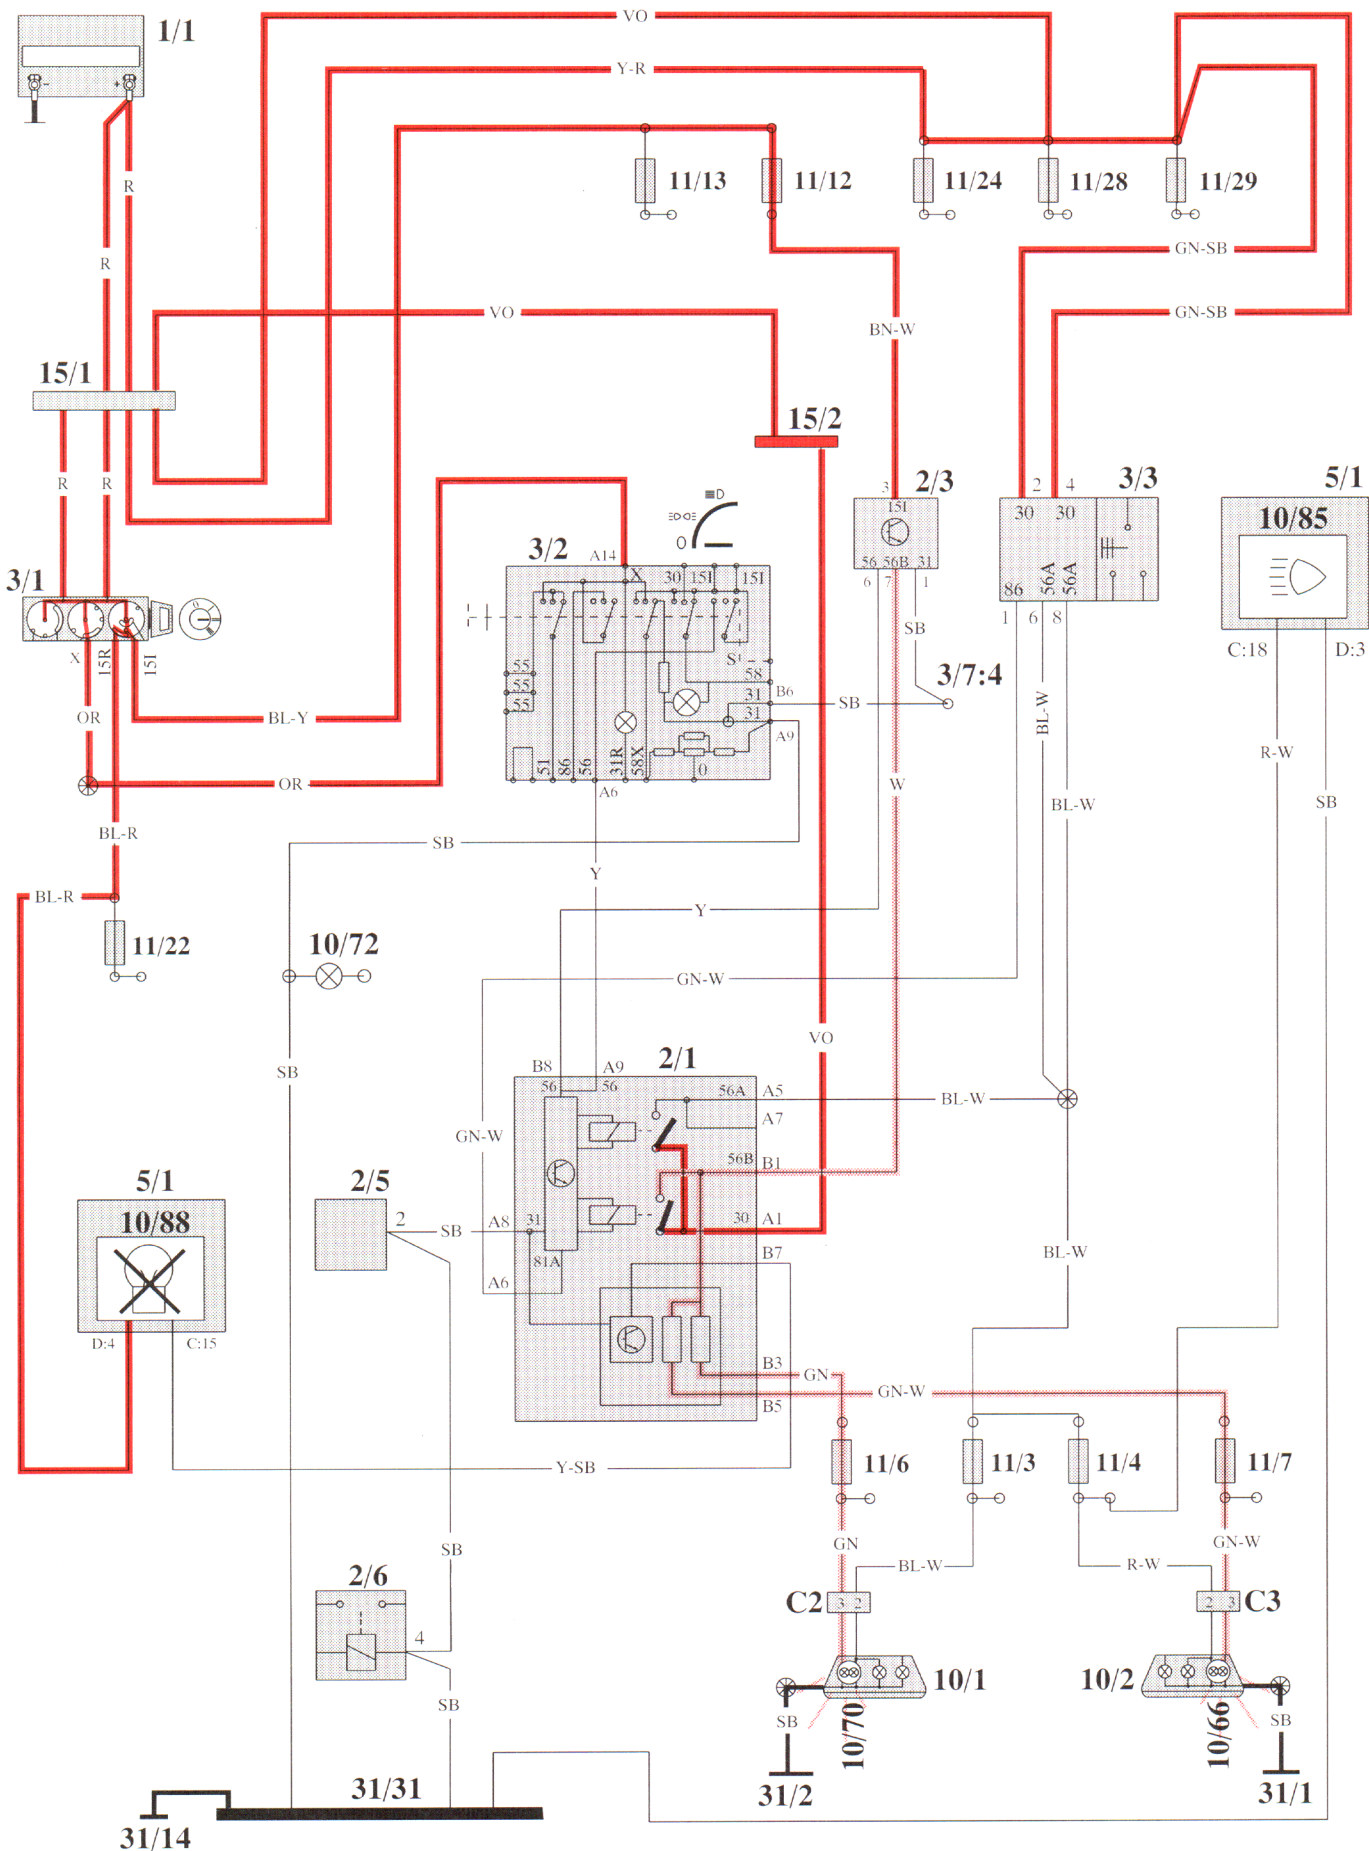 1/1
VO
Y-R
-
+
R
11/13
11/12
11/24
11/28
11/29
R
GN-SB
VO
GN-SB
BN-W
15/1
15/2
R
R
3
2/3
2
4
3/3
5/1
15I
30
30
10/85
D
O
3/2
A14
X
30
15I
15I
56
56B
31
6
7
1
86
56A
56A
1
6
8
3/1
C:18
D:3
X
15R
15I
S+
55
55
55
58
31
31
B6
A9
SB
SB
3/7:4
OR
BL-Y
BL-W
R-W
51
86
56
31R
58X
0
A6
W
OR
SB
BL-W
BL-R
SB
Y
BL-R
Y
11/22
10/72
GN-W
VO
SB
B8
A9
2/1
56
56
56A
A5
A7
BL-W
GN-W
56B
B1
5/1
10/88
2/5
2
SB
A8
31
30
A1
B7
81A
A6
BL-W
D:4
C:15
B3
GN
GN-W
B5
Y-SB
11/6
11/3
11/4
11/7
SB
GN
BL-W
R-W
GN-W
2/6
C2
3
2
2
3
C3
4
10/1
10/2
SB
SB
10/70
10/66
SB
31/31
31/2
31/1
31/14